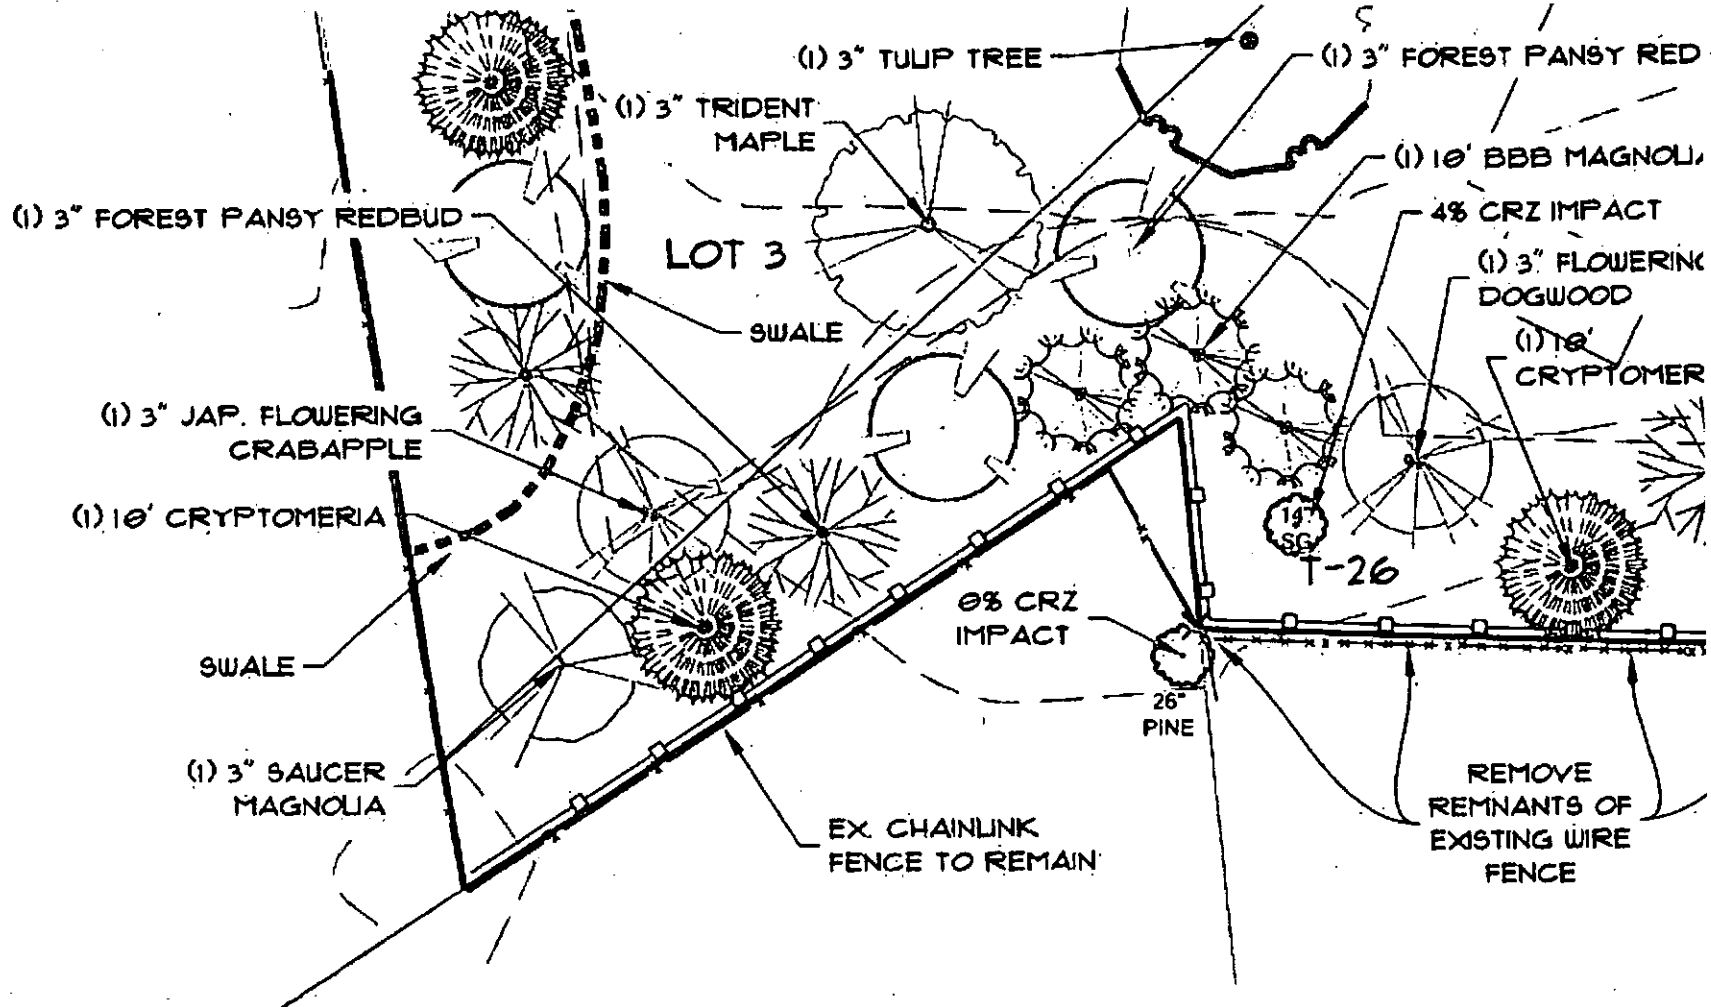 (1) 3" TULIP TREE
(1) 3" FOREST PANSY RED
(1) 3" TRIDENT
MAPLE
(1) 10' BBB MAGNOLIA
(1) 3" FOREST PANSY REDBUD
4% CRZ IMPACT
LOT 3
(1) 3" FLOWERING
DOGWOOD
SWALE
(1) 10'
CRYPTOMER
(1) 3" JAP. FLOWERING
CRABAPPLE
(1) 10' CRYPTOMERIA
14"
SG
T-26
0% CRZ
IMPACT
SWALE
26"
PINE
(1) 3" SAUCER
MAGNOLIA
REMOVE
REMNANTS OF
EXISTING WIRE
FENCE
EX. CHAINLINK
FENCE TO REMAIN